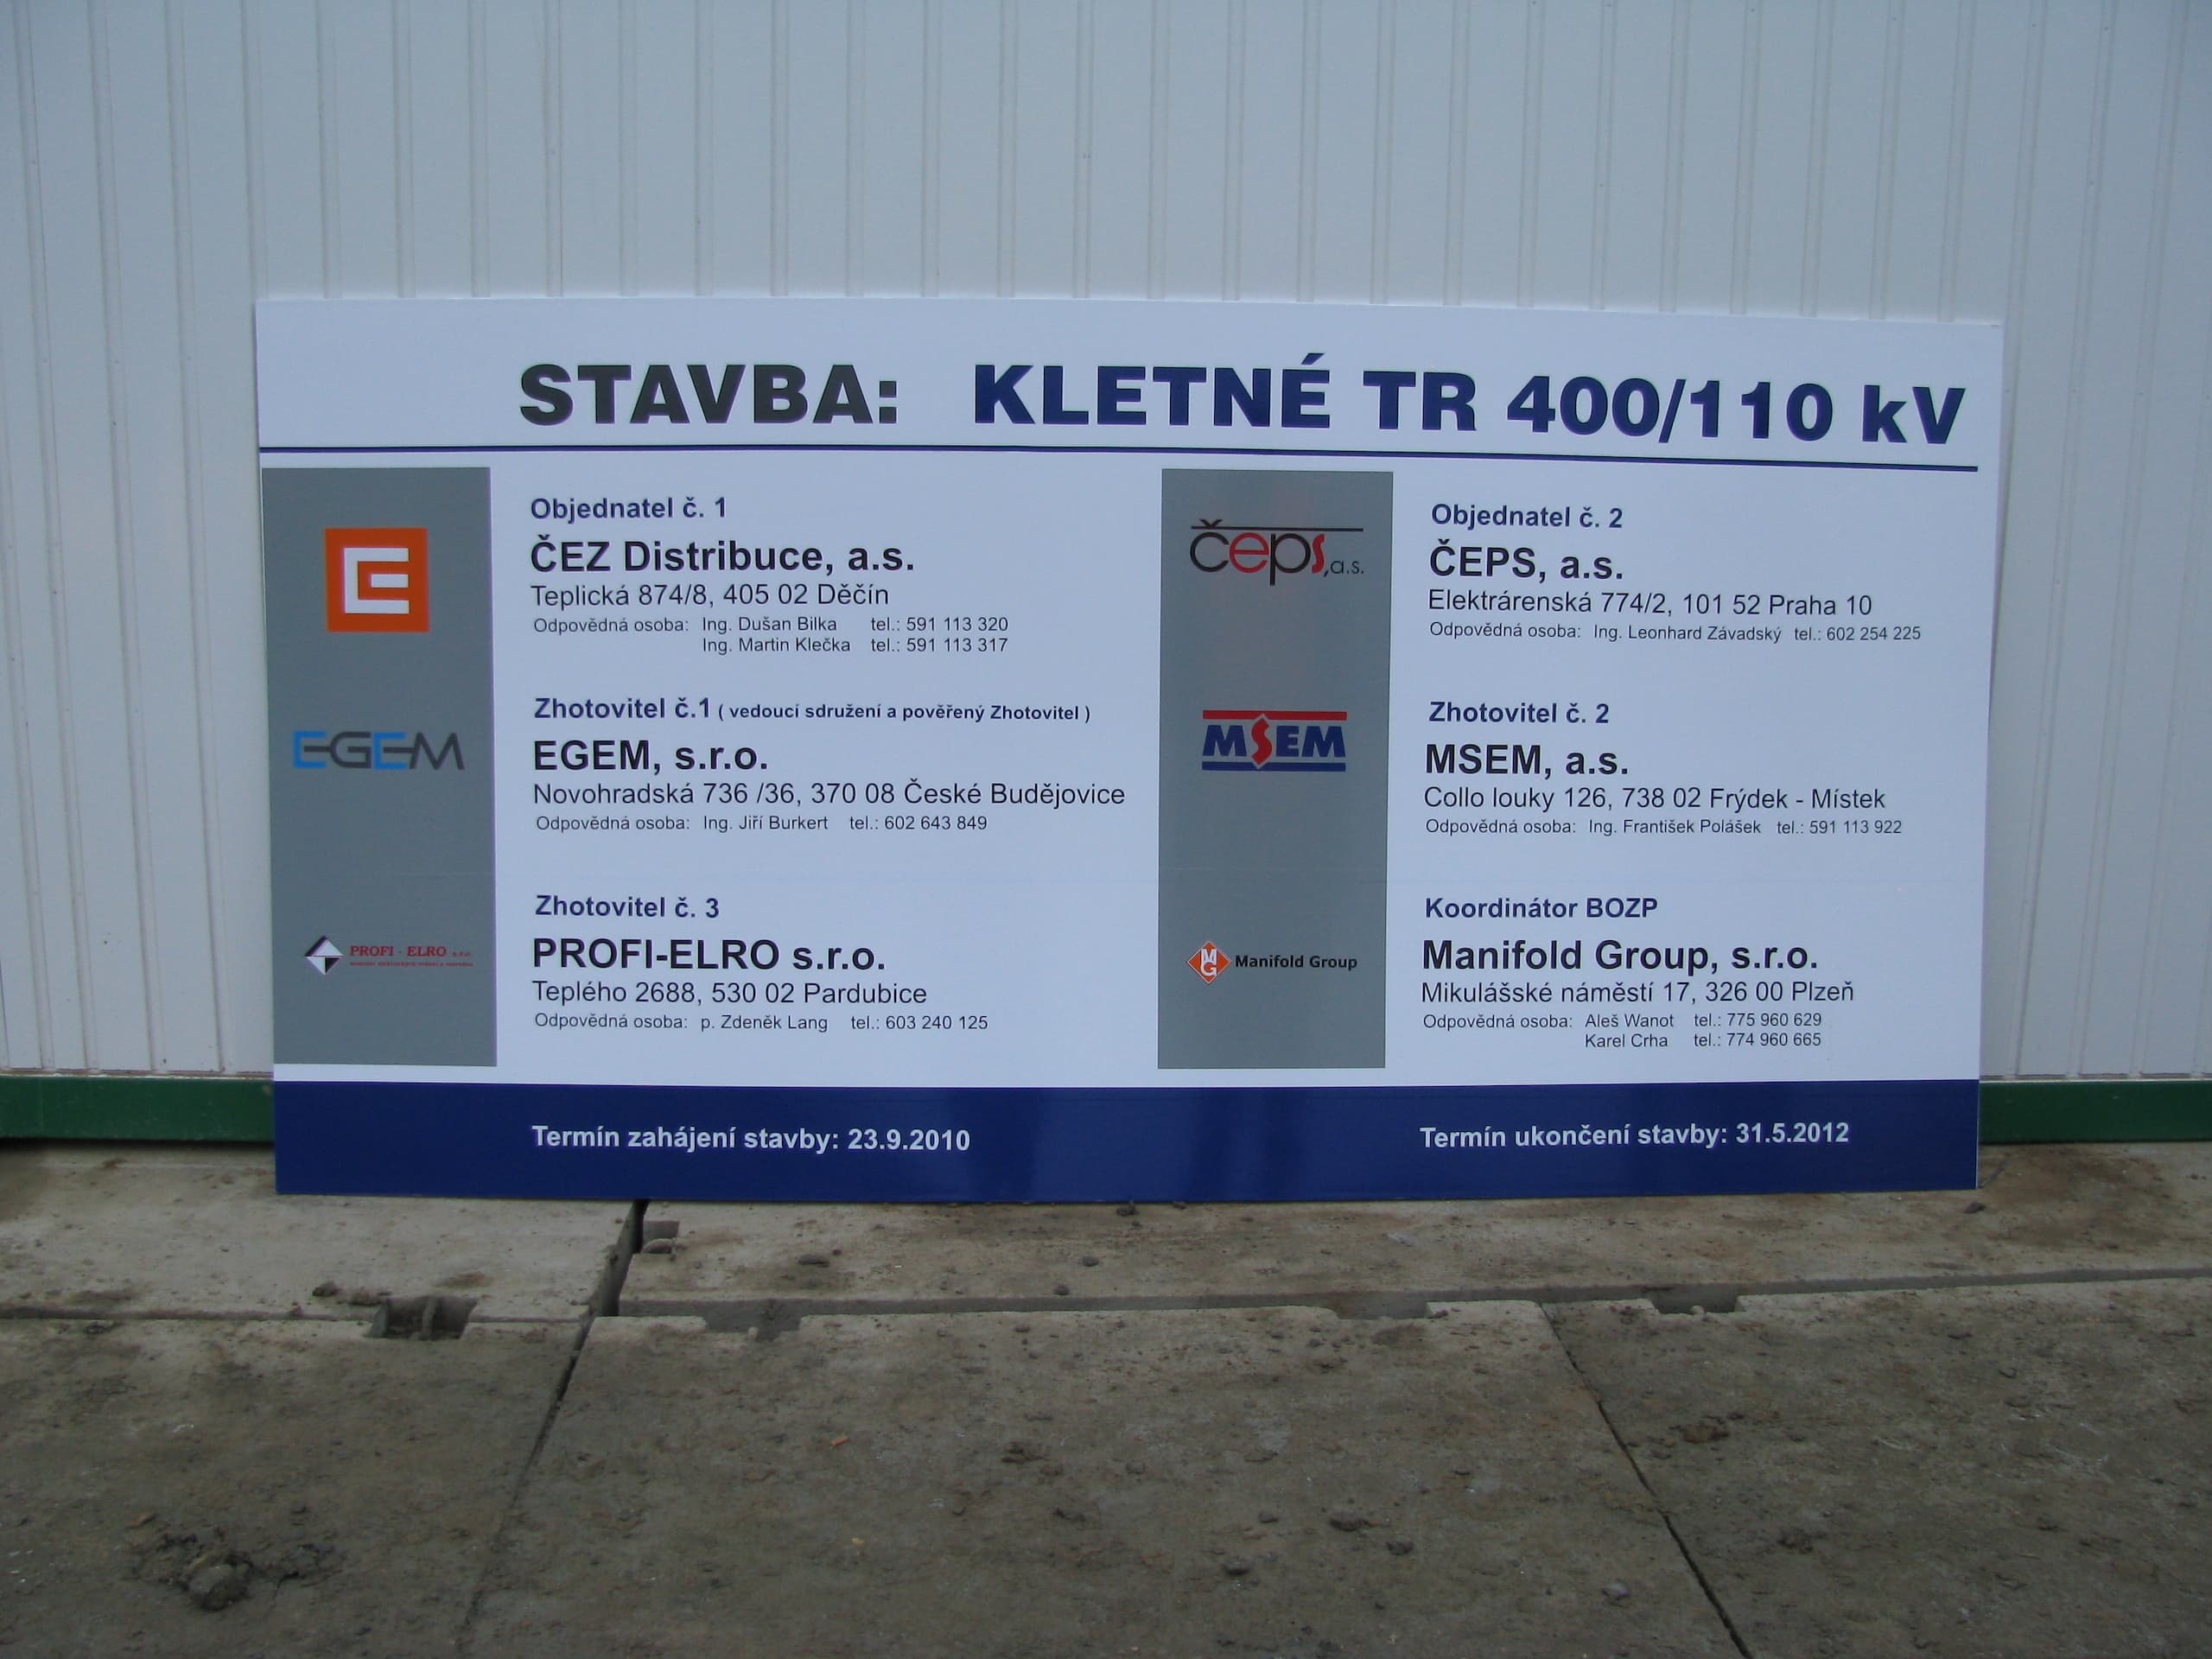 STAVBA: KLETNÉ TR 400/110 kV
Objednatel č. 1
ČEZ Distribuce, a.s.
Teplická 874/8, 405 02 Děčín
Odpovědná osoba: Ing. Dušan Bilka tel.: 591 113 320
Ing. Martin Klečka tel.: 591 113 317
EGEM
Zhotovitel č.1 ( vedoucí sdružení a pověřený Zhotovitel )
EGEM, s.r.o.
Novohradská 736 /36, 370 08 České Budějovice
Odpovědná osoba: Ing. Jiří Burkert tel.: 602 643 849
PROFI - ELRO s.r.o.
Zhotovitel č. 3
PROFI-ELRO s.r.o.
Teplého 2688, 530 02 Pardubice
Odpovědná osoba: p. Zdeněk Lang tel.: 603 240 125
čeps,a.s.
Objednatel č. 2
ČEPS, a.s.
Elektrárenská 774/2, 101 52 Praha 10
Odpovědná osoba: Ing. Leonhard Závadský tel.: 602 254 225
MSEM
Zhotovitel č. 2
MSEM, a.s.
Collo louky 126, 738 02 Frýdek - Místek
Odpovědná osoba: Ing. František Polášek tel.: 591 113 922
MG Manifold Group
Koordinátor BOZP
Manifold Group, s.r.o.
Mikulášské náměstí 17, 326 00 Plzeň
Odpovědná osoba: Aleš Wanot tel.: 775 960 629
Karel Crha tel.: 774 960 665
Termín zahájení stavby: 23.9.2010
Termín ukončení stavby: 31.5.2012